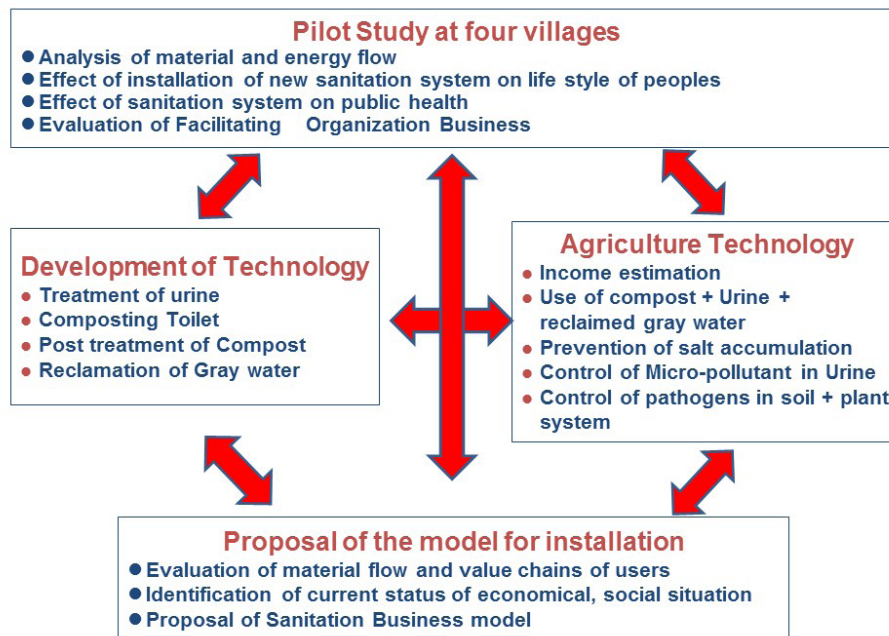 Pilot Study at four villages
● Analysis of material and energy flow
● Effect of installation of new sanitation system on life style of peoples
● Effect of sanitation system on public health
● Evaluation of Facilitating Organization Business
Development of Technology
● Treatment of urine
● Composting Toilet
● Post treatment of Compost
● Reclamation of Gray water
Agriculture Technology
● Income estimation
● Use of compost + Urine +
reclaimed gray water
● Prevention of salt accumulation
● Control of Micro-pollutant in Urine
● Control of pathogens in soil + plant
system
Proposal of the model for installation
● Evaluation of material flow and value chains of users
● Identification of current status of economical, social situation
● Proposal of Sanitation Business model